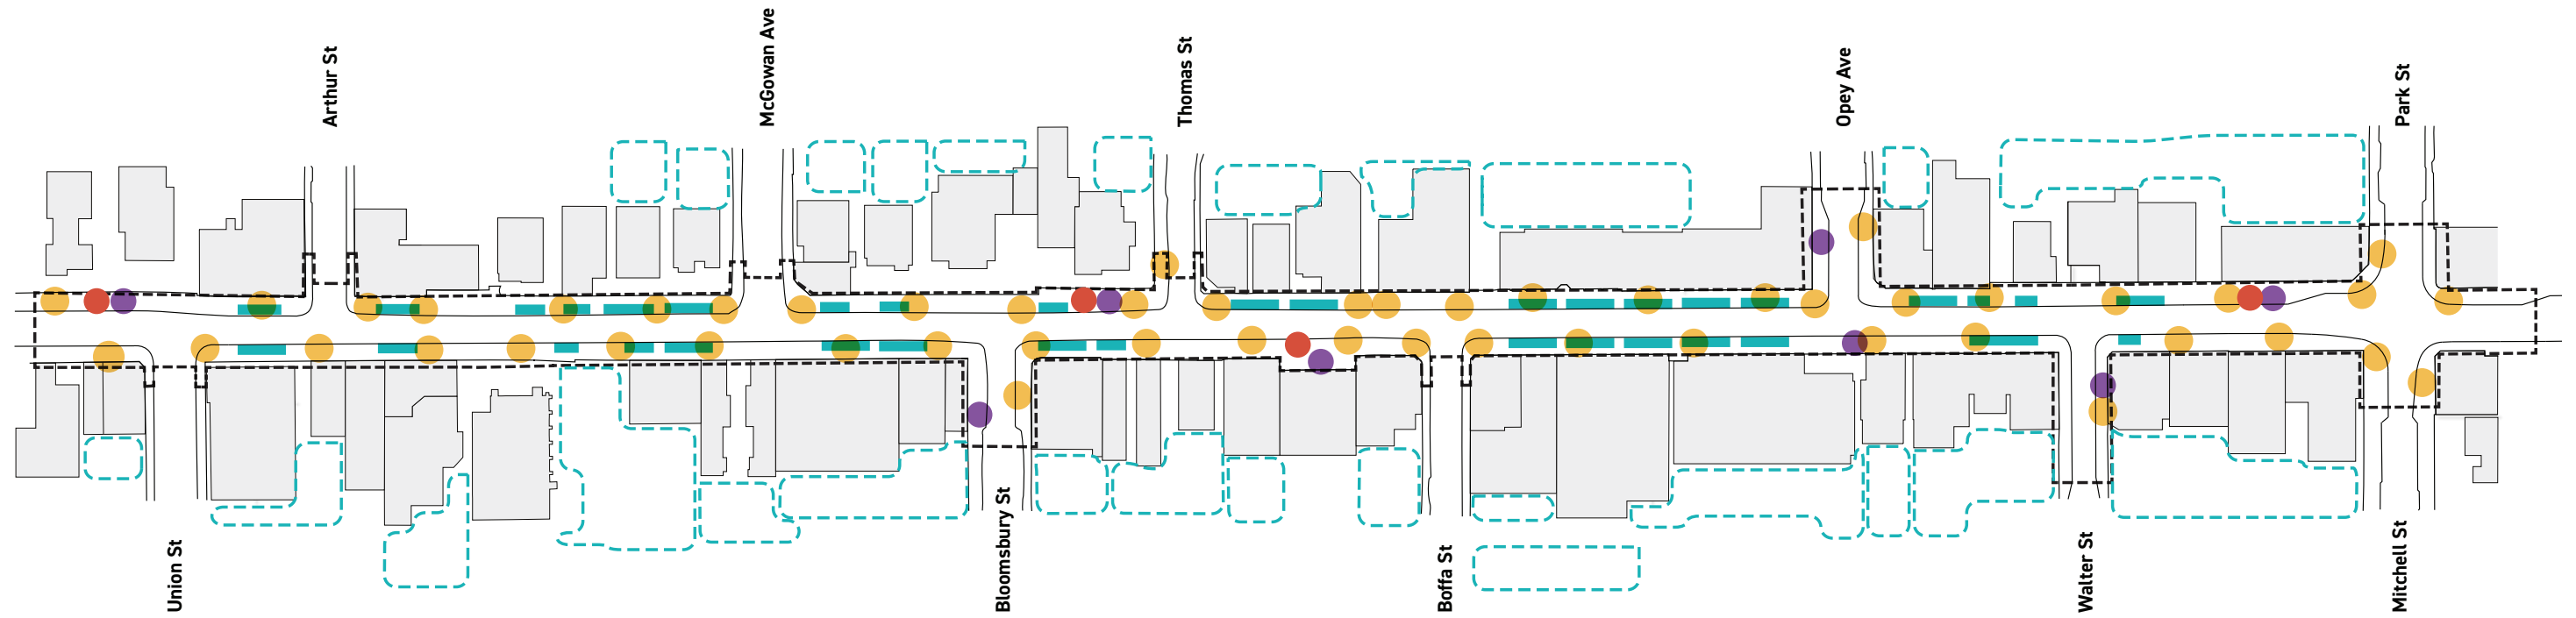 Arthur St
McGowan Ave
Thomas St
Opey Ave
Park St
Union St
Bloomsbury St
Boffa St
Walter St
Mitchell St